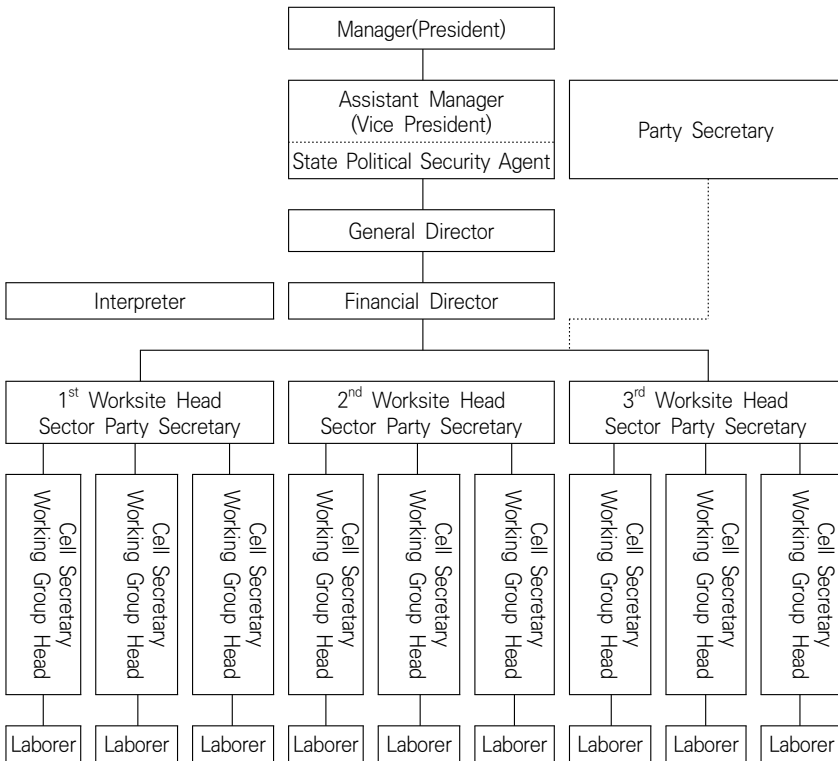 Manager(President)
Assistant Manager
(Vice President)
State Political Security Agent
Party Secretary
General Director
Interpreter
Financial Director
1st Worksite Head
Sector Party Secretary
2nd Worksite Head
Sector Party Secretary
3rd Worksite Head
Sector Party Secretary
Cell Secretary
Working Group Head
Cell Secretary
Working Group Head
Cell Secretary
Working Group Head
Cell Secretary
Working Group Head
Cell Secretary
Working Group Head
Cell Secretary
Working Group Head
Cell Secretary
Working Group Head
Cell Secretary
Working Group Head
Cell Secretary
Working Group Head
Laborer
Laborer
Laborer
Laborer
Laborer
Laborer
Laborer
Laborer
Laborer